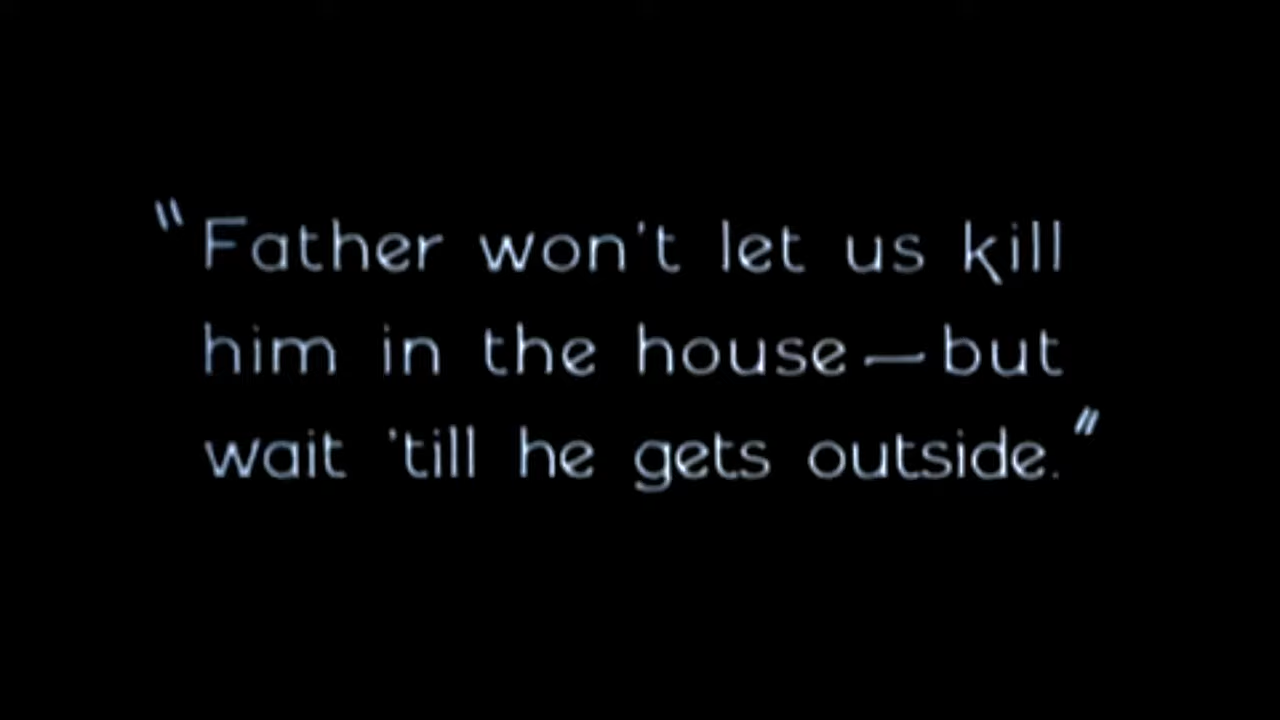 "Father won't let us kill
him in the house—but
wait 'till he gets outside."